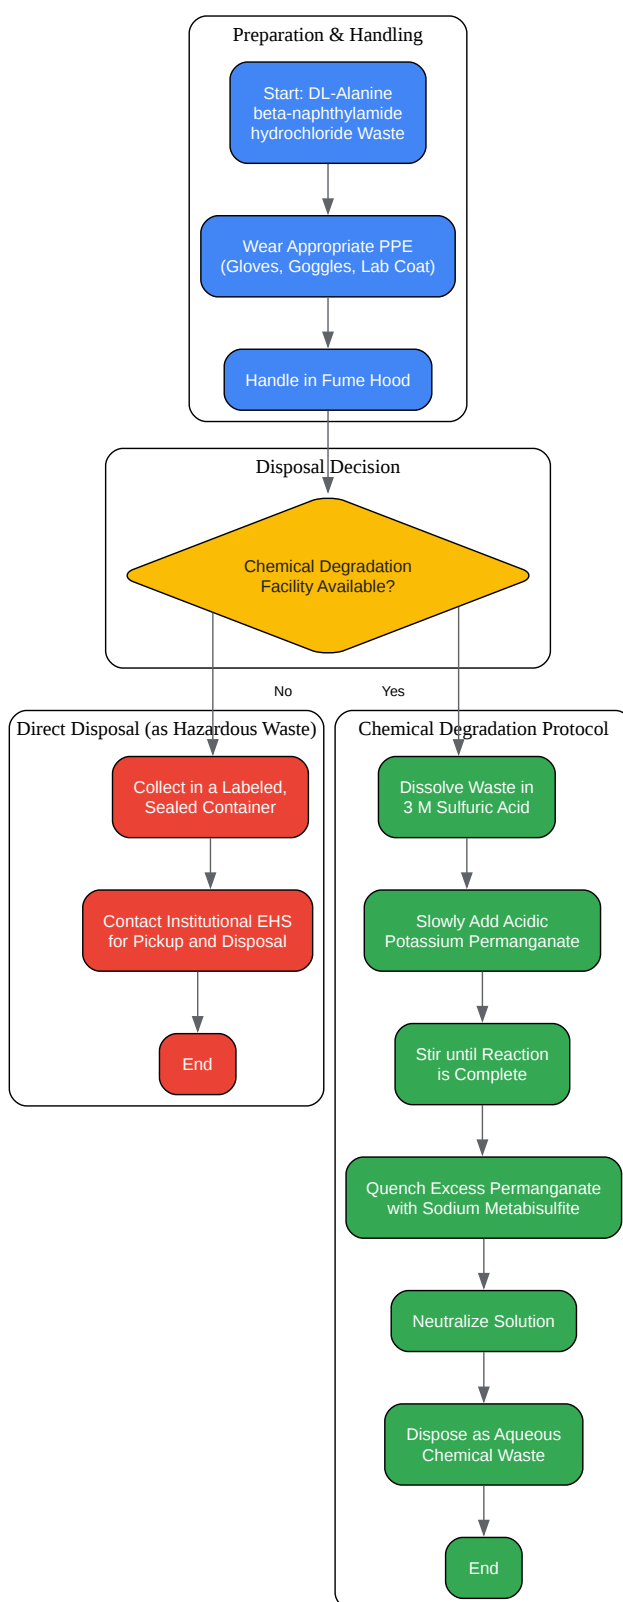 Preparation & Handling
Start: DL-Alanine
beta-naphthylamide
hydrochloride Waste
Wear Appropriate PPE
(Gloves, Goggles, Lab Coat)
Handle in Fume Hood
Disposal Decision
Chemical Degradation
Facility Available?
No
Yes
Direct Disposal (as Hazardous Waste)
Collect in a Labeled,
Sealed Container
Contact Institutional EHS
for Pickup and Disposal
End
Chemical Degradation Protocol
Dissolve Waste in
3 M Sulfuric Acid
Slowly Add Acidic
Potassium Permanganate
Stir until Reaction
is Complete
Quench Excess Permanganate
with Sodium Metabisulfite
Neutralize Solution
Dispose as Aqueous
Chemical Waste
End